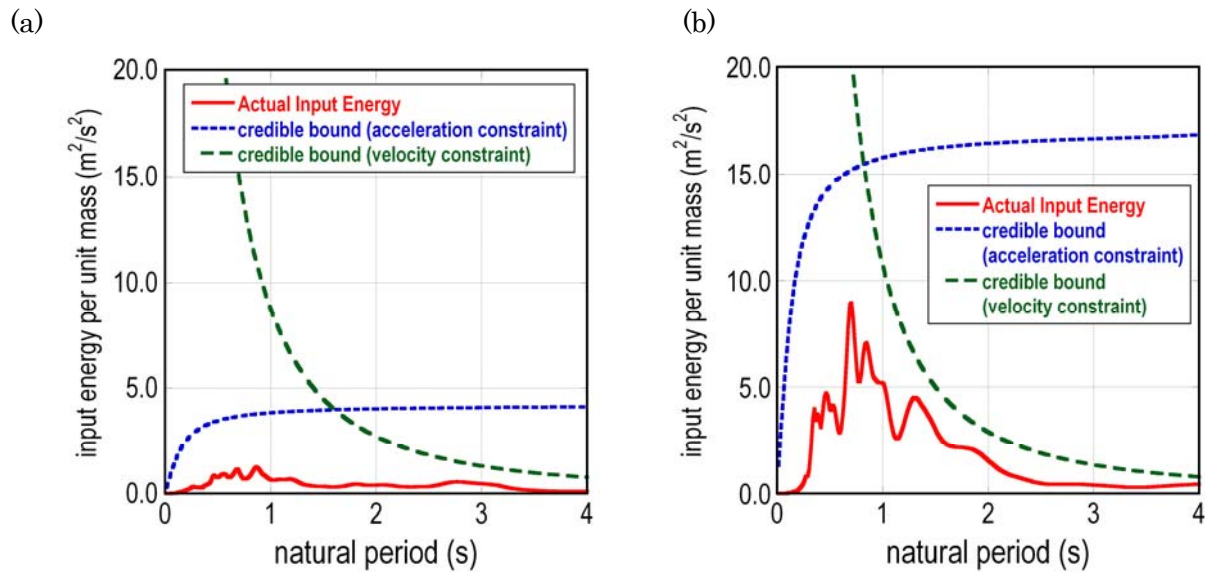 (a)
input energy per unit mass (m²/s²)
20.0
15.0
10.0
5.0
0.0
Actual Input Energy
credible bound (acceleration constraint)
credible bound (velocity constraint)
0 1 2 3 4
natural period (s)
(b)
input energy per unit mass (m²/s²)
20.0
15.0
10.0
5.0
0.0
Actual Input Energy
credible bound
(acceleration constraint)
credible bound
(velocity constraint)
0 1 2 3 4
natural period (s)